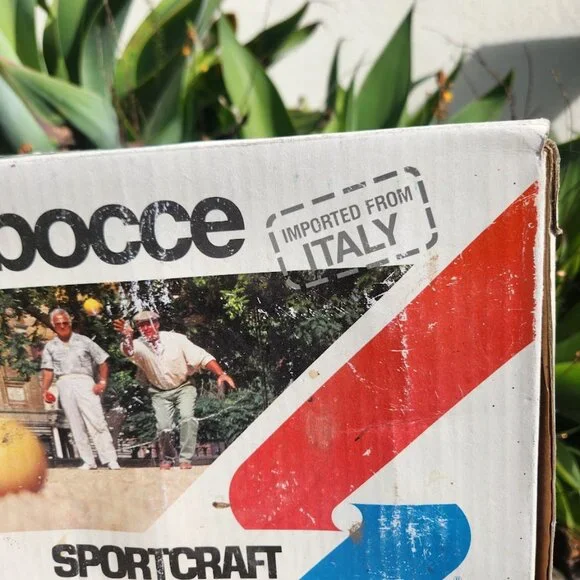 bocce
IMPORTED FROM
ITALY
SPORTCRAFT